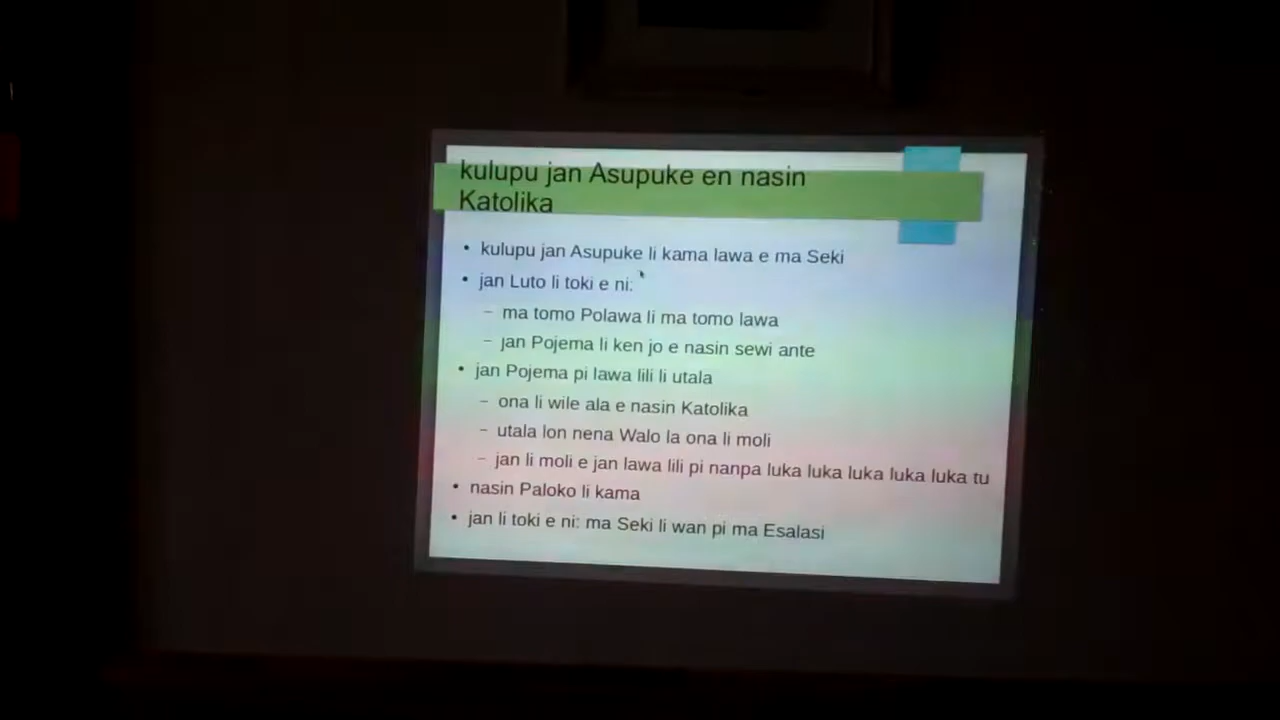 kulupu jan Asupuke en nasin
Katolika
• kulupu jan Asupuke li kama lawa e ma Seki
• jan Luto li toki e ni:
– ma tomo Polawa li ma tomo lawa
– jan Pojema li ken jo e nasin sewi ante
• jan Pojema pi lawa lili li utala
– ona li wile ala e nasin Katolika
– utala lon nena Walo la ona li moli
– jan li moli e jan lawa lili pi nanpa luka luka luka luka luka tu
• nasin Paloko li kama
• jan li toki e ni: ma Seki li wan pi ma Esalasi